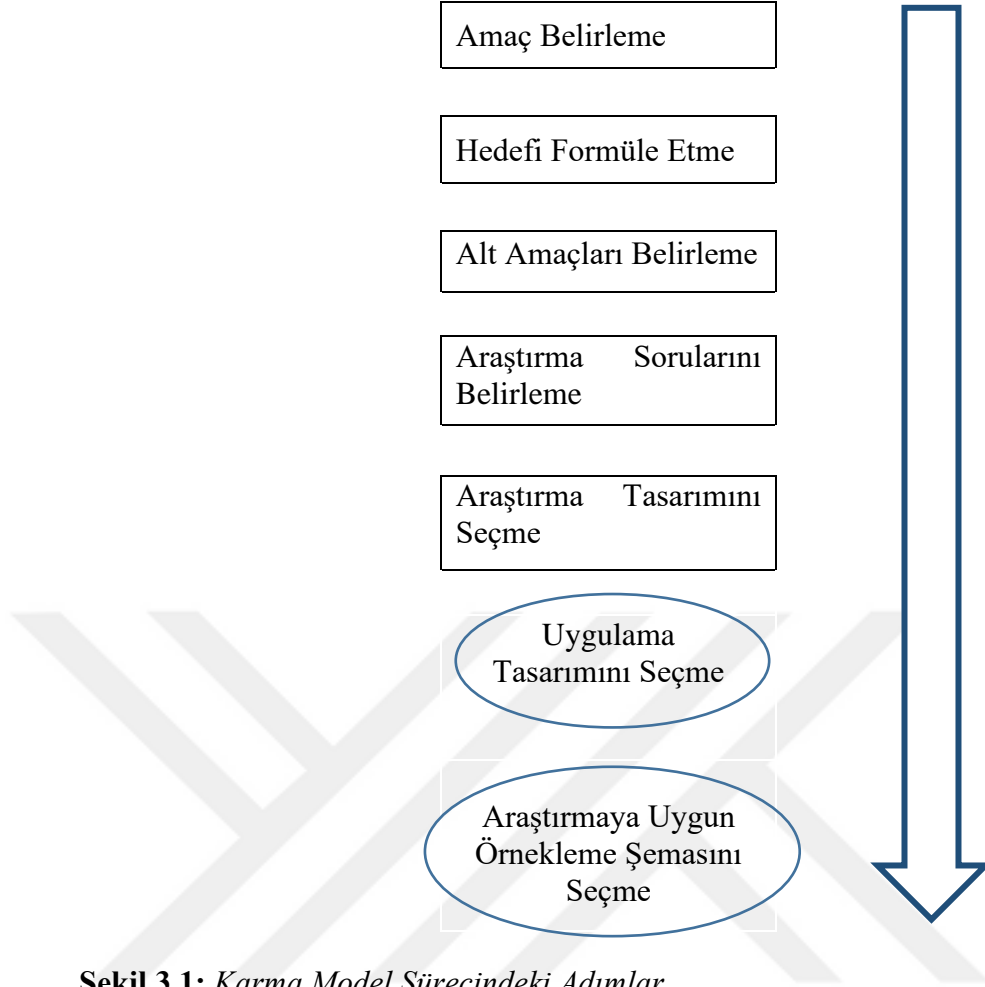 Amaç Belirleme
Hedefi Formüle Etme
Alt Amaçları Belirleme
Araştırma Sorularını
Belirleme
Araştırma Tasarımını
Seçme
Uygulama
Tasarımını Seçme
Araştırmaya Uygun
Örnekleme Şemasını
Seçme
Şekil 3.1: Karma Model Sürecindeki Adımlar